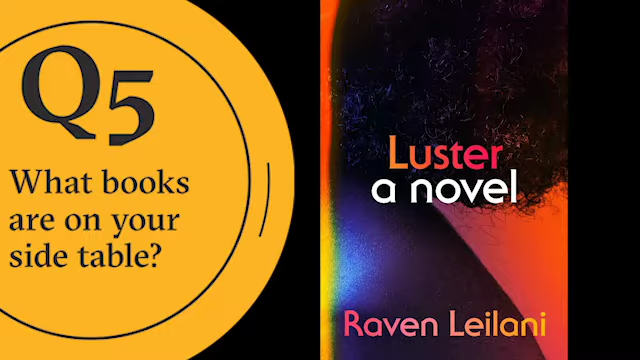 Q5
What books
are on your
side table?
Luster
a novel
Raven Leilani